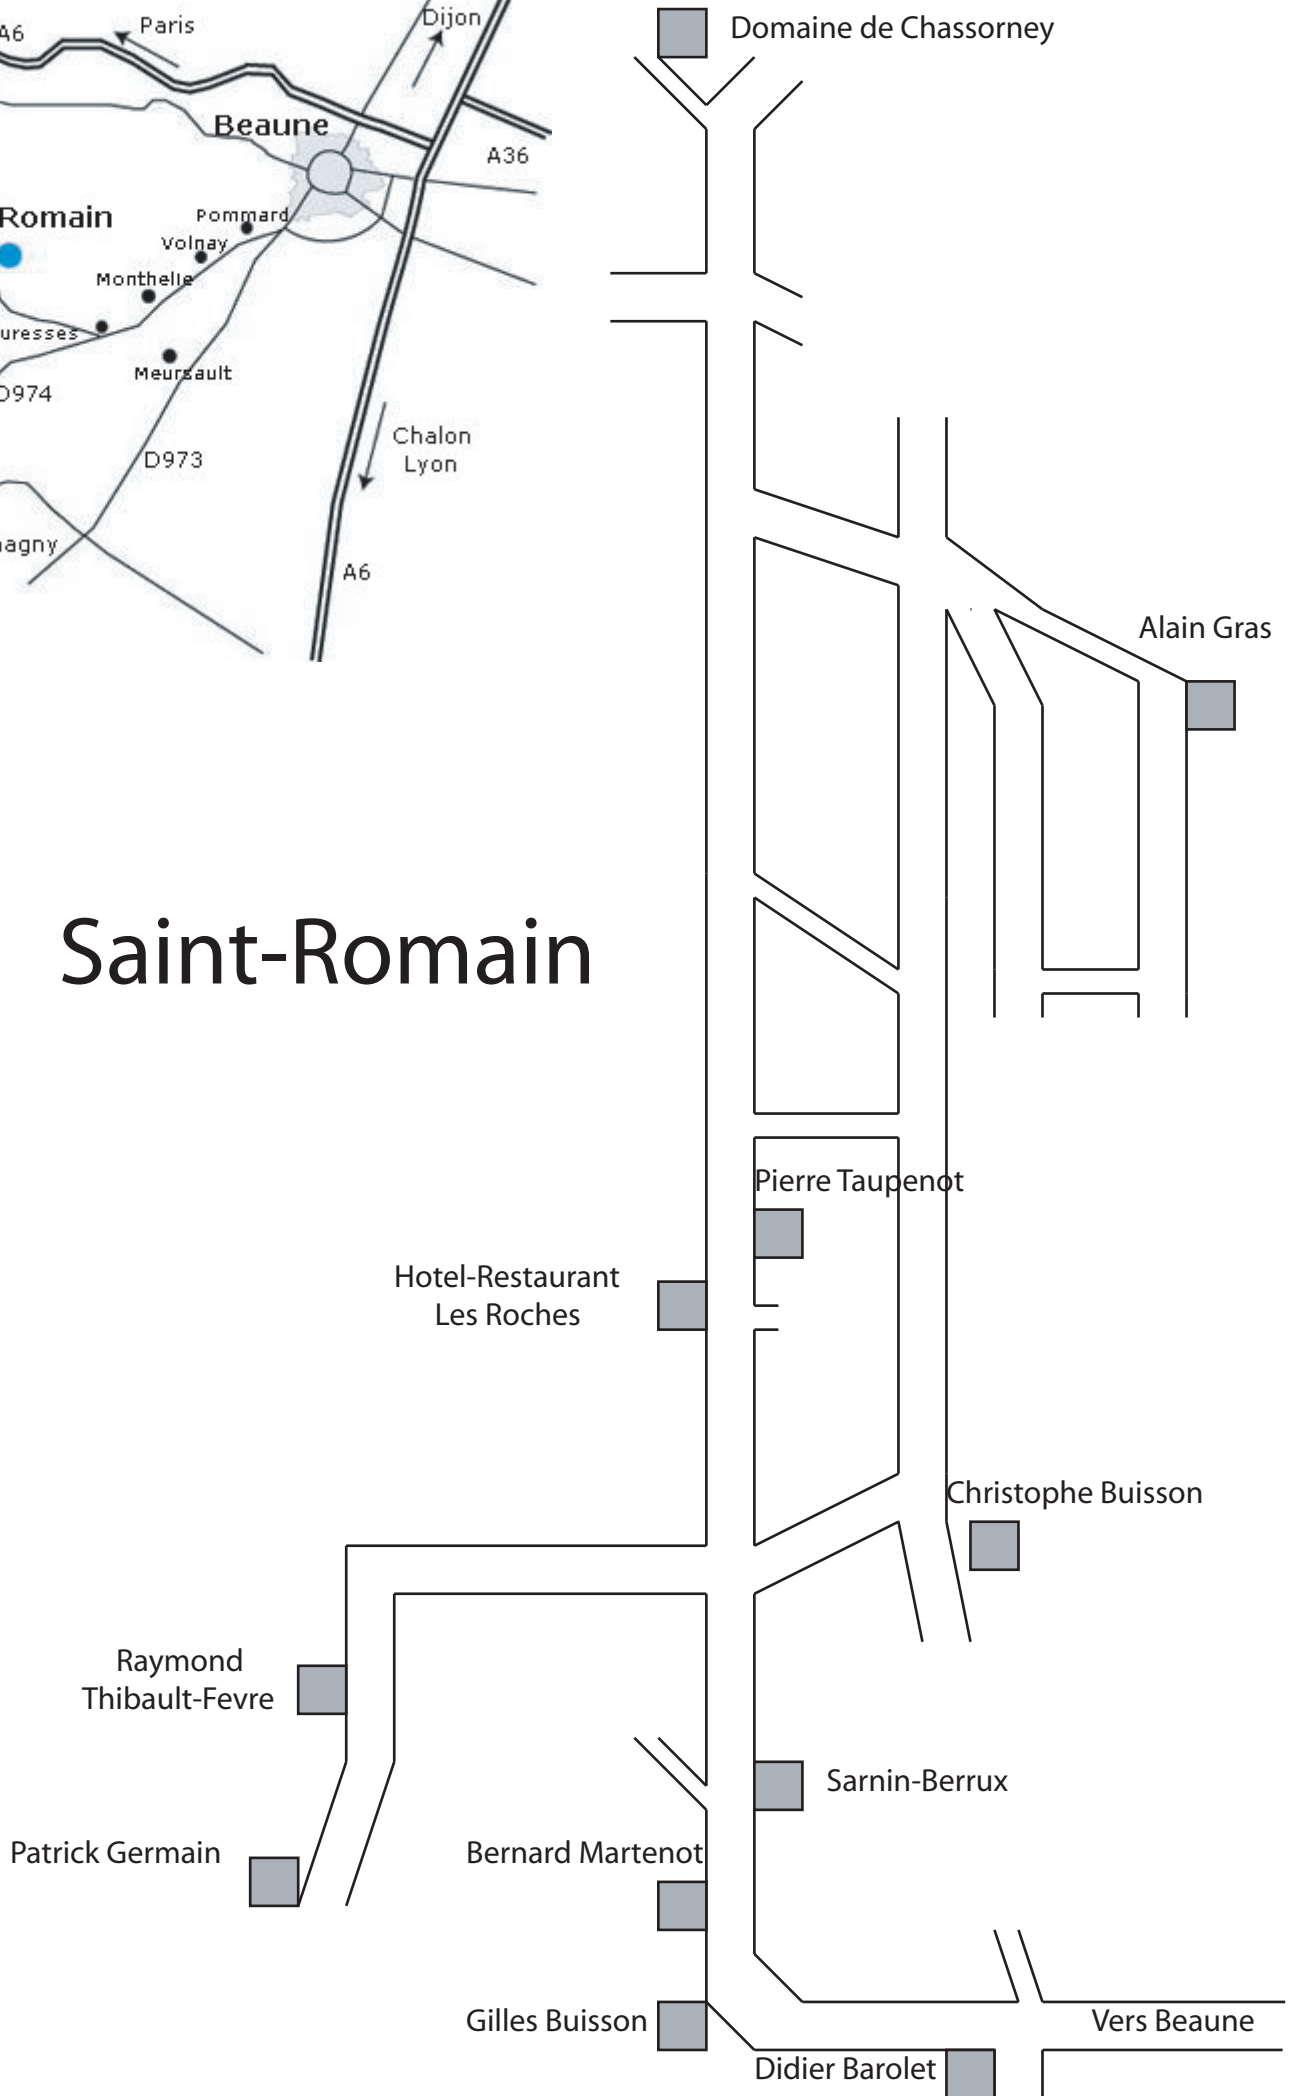 Domaine de Chassorney
A6
Paris
Dijon
Beaune
A36
Romain
Pommard
Volnay
Monthelie
uresses
Meursault
D974
Chalon
Lyon
D973
agny
A6
Alain Gras
Saint-Romain
Pierre Taupenot
Hotel-Restaurant
Les Roches
Christophe Buisson
Raymond
Thibault-Fevre
Sarnin-Berrux
Patrick Germain
Bernard Martenot
Gilles Buisson
Vers Beaune
Didier Barolet